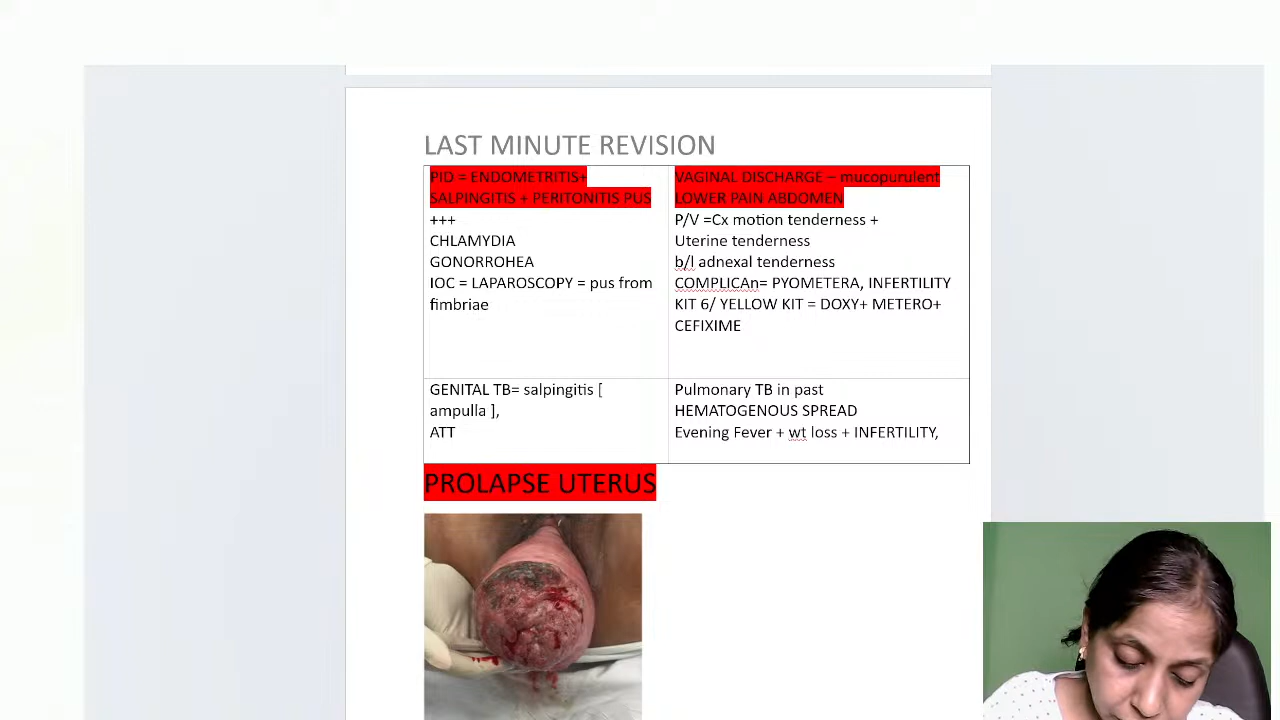 LAST MINUTE REVISION
PID = ENDOMETRITIS+
SALPINGITIS + PERITONITIS PUS
+++
CHLAMYDIA
GONORROHEA
IOC = LAPAROSCOPY = pus from
fimbriae
VAGINAL DISCHARGE – mucopurulent
LOWER PAIN ABDOMEN
P/V =Cx motion tenderness +
Uterine tenderness
b/l adnexal tenderness
COMPLICAn= PYOMETERA, INFERTILITY
KIT 6/ YELLOW KIT = DOXY+ METERO+
CEFIXIME
GENITAL TB= salpingitis [
ampulla ],
ATT
Pulmonary TB in past
HEMATOGENOUS SPREAD
Evening Fever + wt loss + INFERTILITY,
PROLAPSE UTERUS